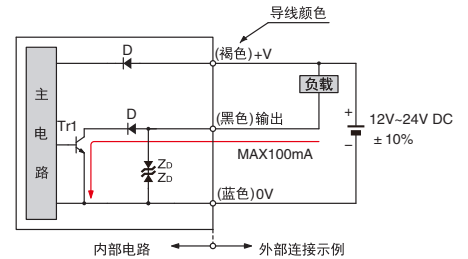 导线颜色
D
(褐色)+V
主电路
负载
Tr1
D
(黑色)输出
+
12V~24V DC
±10%
−
MAX100mA
ZD
ZD
(蓝色)0V
内部电路
外部连接示例